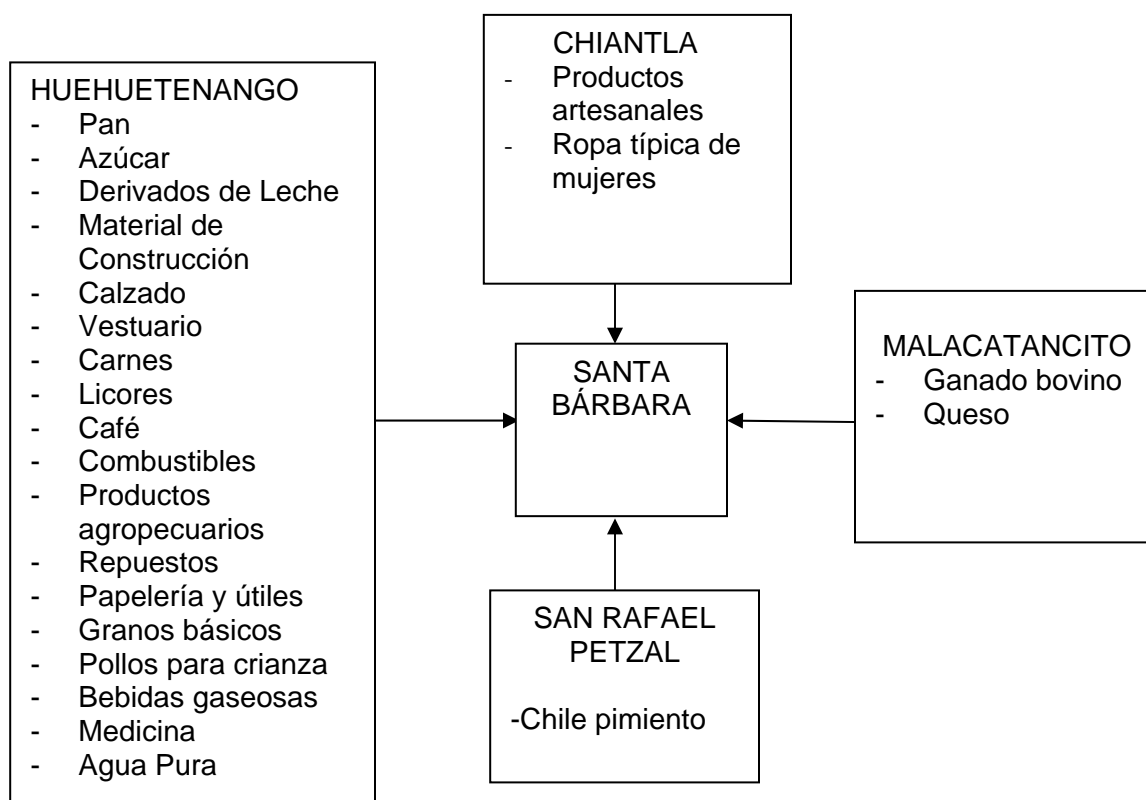 HUEHUETENANGO
- Pan
- Azúcar
- Derivados de Leche
- Material de
Construcción
- Calzado
- Vestuario
- Carnes
- Licores
- Café
- Combustibles
- Productos
agropecuarios
- Repuestos
- Papelería y útiles
- Granos básicos
- Pollos para crianza
- Bebidas gaseosas
- Medicina
- Agua Pura
CHIANTLA
- Productos
artesanales
- Ropa típica de
mujeres
SANTA
BÁRBARA
MALACATANCITO
- Ganado bovino
- Queso
SAN RAFAEL
PETZAL
-Chile pimiento